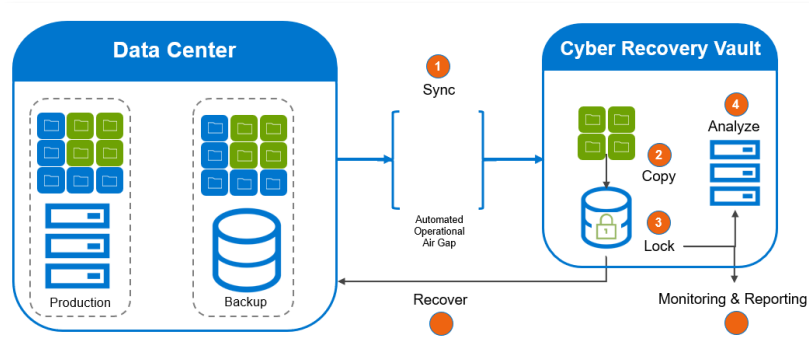 Data Center
Production
Backup
1
Sync
Automated
Operational
Air Gap
Cyber Recovery Vault
2
Copy
3
Lock
4
Analyze
Recover
Monitoring & Reporting